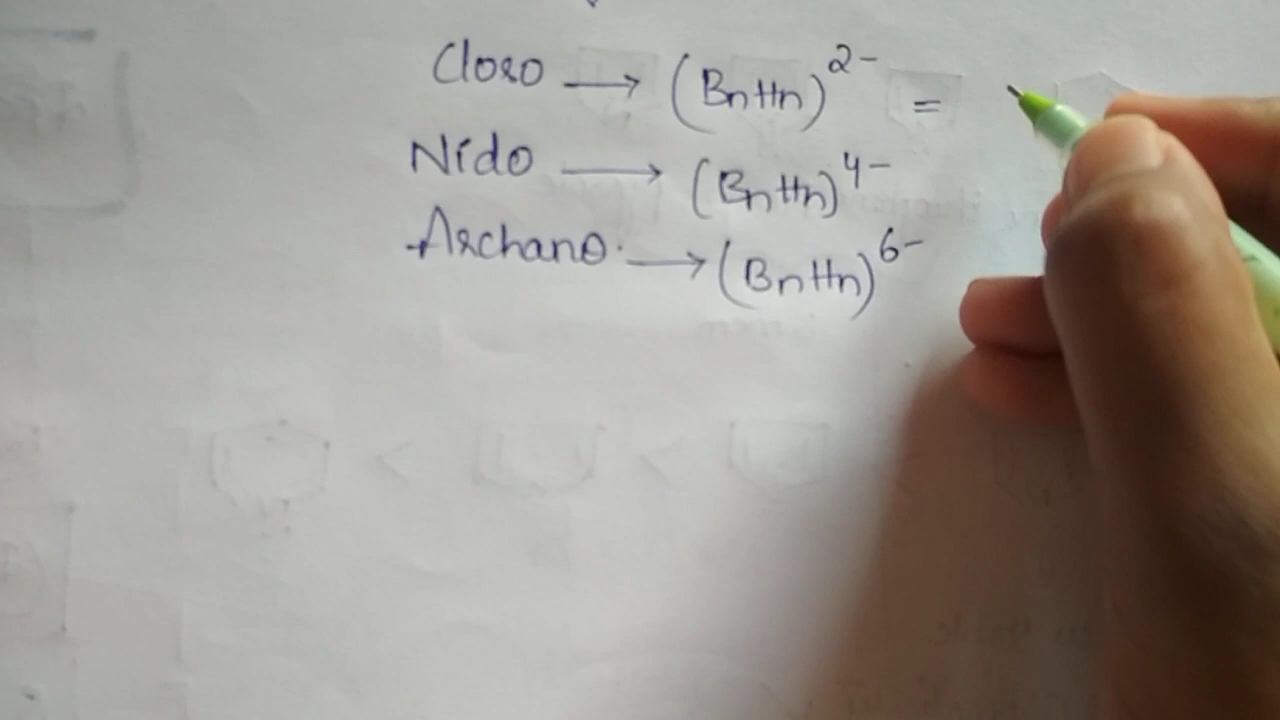 Closo → (BnHn)²⁻ =
Nido → (BnHn)⁴⁻
Archano → (BnHn)⁶⁻